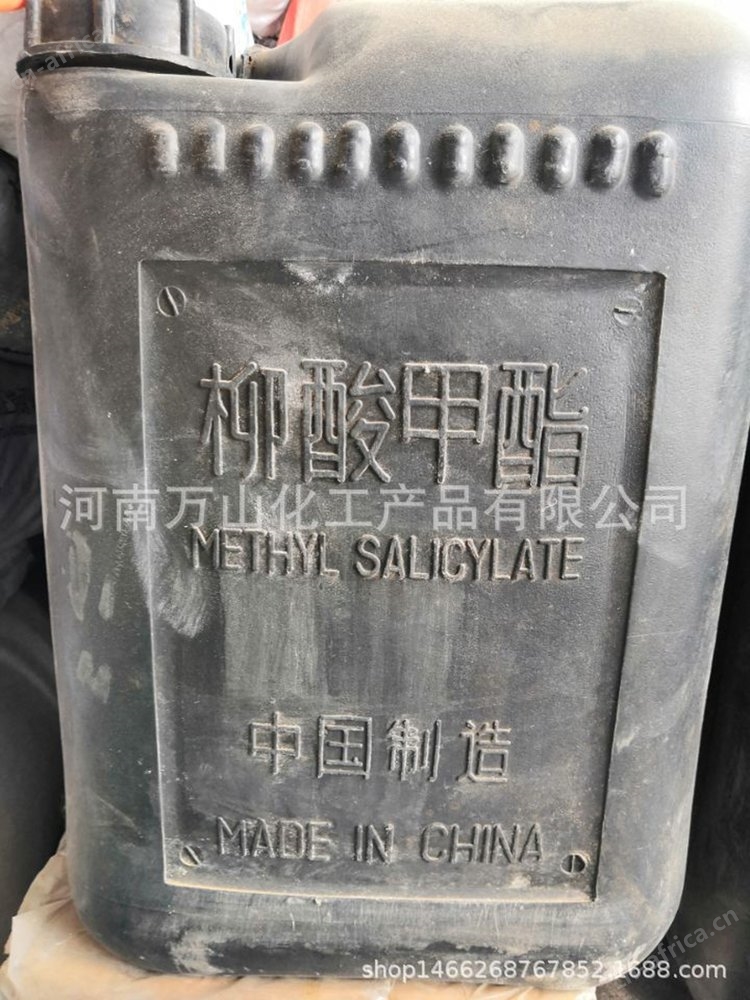 柳酸甲酯
河南万山化工产品有限公司
METHYL SALICYLATE
中国制造
MADE IN CHINA
shop1466268767852.1688.com